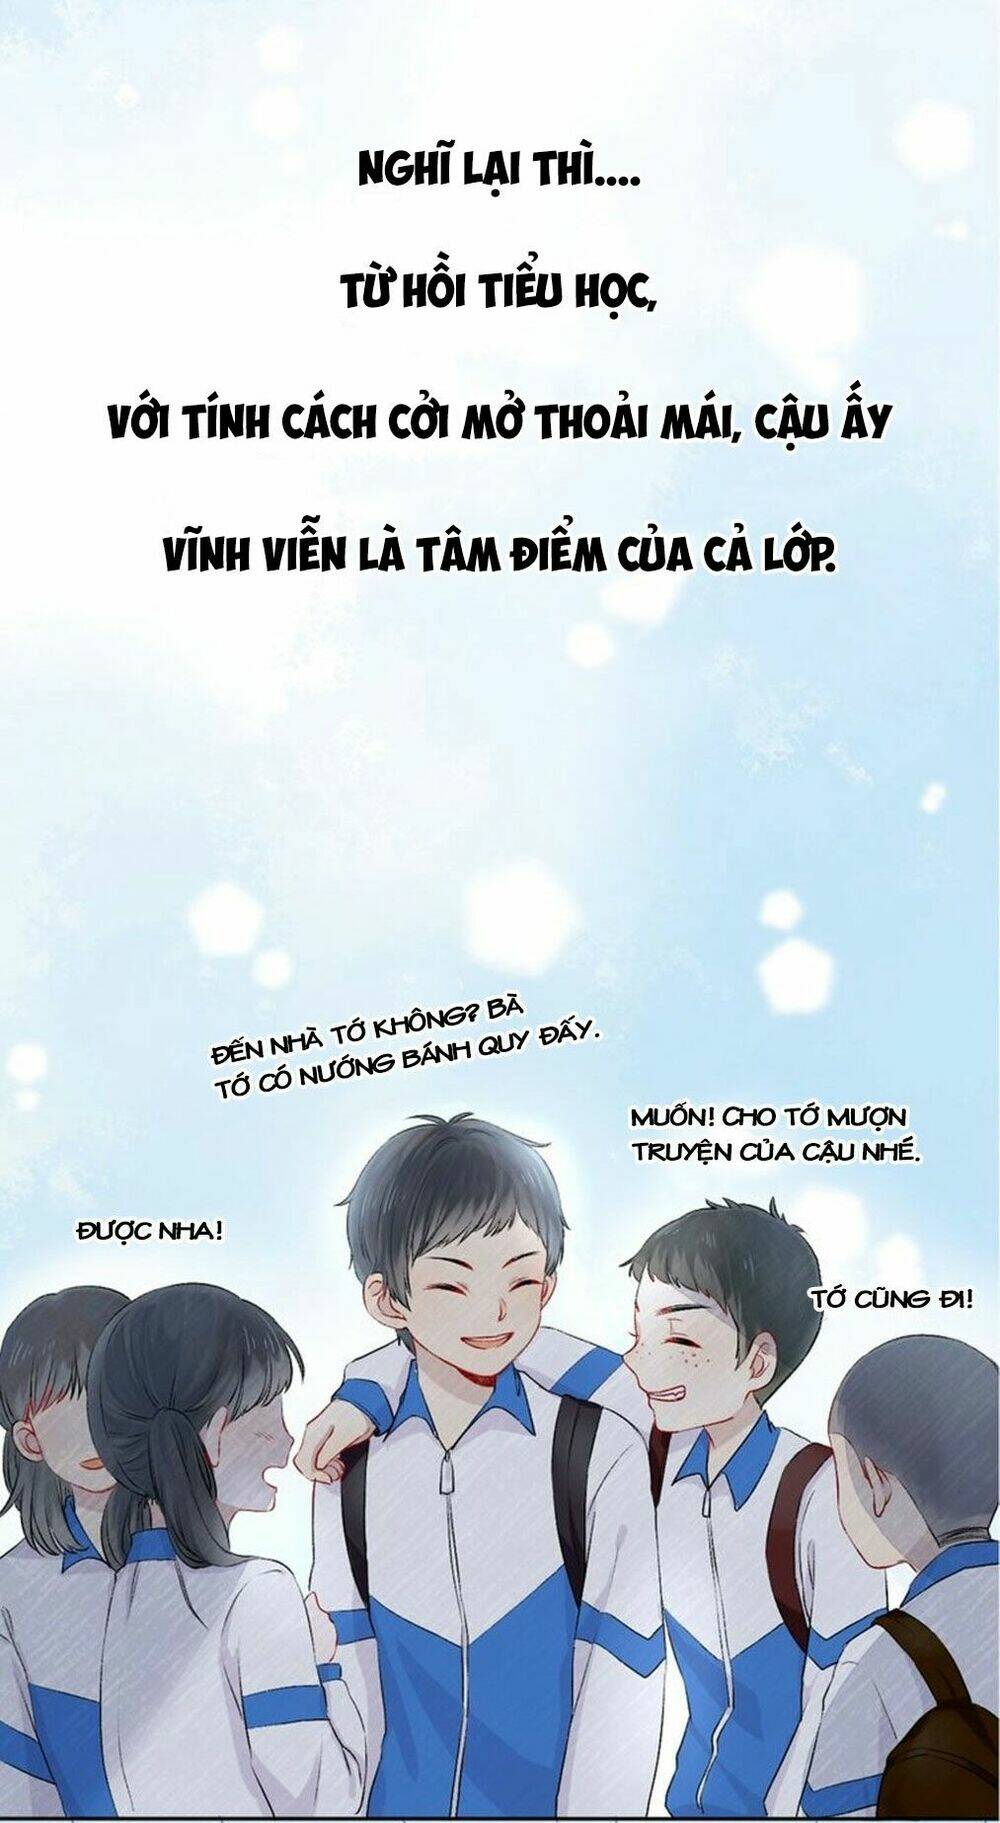 NGHĨ LẠI THÌ....
TỪ HỒI TIỂU HỌC,
VỚI TÍNH CÁCH CỞI MỞ THOẢI MÁI, CẬU ẤY
VĨNH VIỄN LÀ TÂM ĐIỂM CỦA CẢ LỚP.
ĐẾN NHÀ TỚ KHÔNG? BÀ
TỚ CÓ NƯỚNG BÁNH QUY ĐẤY.
MUỐN! CHO TỚ MƯỢN
TRUYỆN CỦA CẬU NHÉ.
ĐƯỢC NHA!
TỚ CŨNG ĐI!